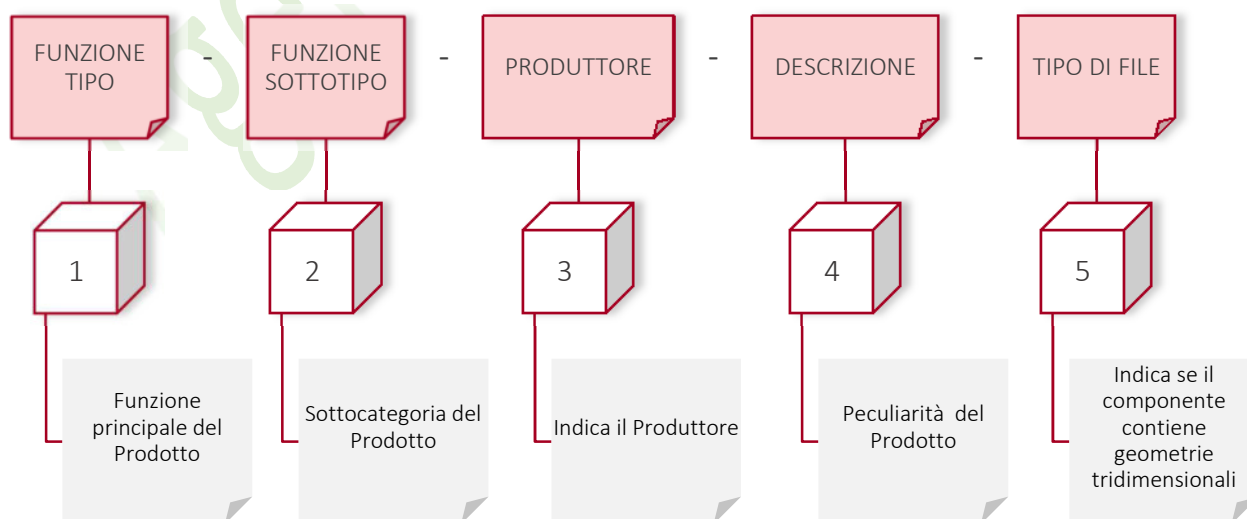 FUNZIONE
TIPO
-
FUNZIONE
SOTTOTIPO
-
PRODUTTORE
-
DESCRIZIONE
-
TIPO DI FILE
1
2
3
4
5
Funzione
principale del
Prodotto
Sottocategoria del
Prodotto
Indica il Produttore
Peculiarità del
Prodotto
Indica se il
componente
contiene
geometrie
tridimensionali